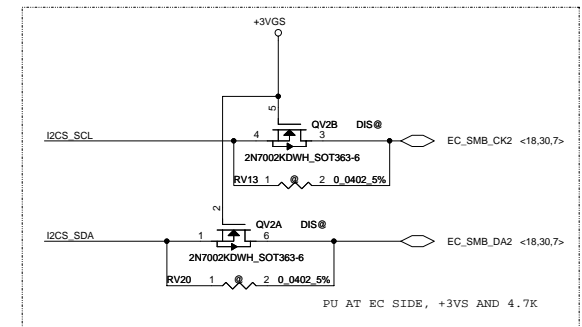 +3VGS
5
QV2B DIS@
I2CS_SCL 4 3 EC_SMB_CK2 <18,30,7>
2N7002KDWH_SOT363-6
RV13 1 @ 2 0_0402_5%
2
QV2A DIS@
I2CS_SDA 1 6 EC_SMB_DA2 <18,30,7>
2N7002KDWH_SOT363-6
RV20 1 @ 2 0_0402_5%
PU AT EC SIDE, +3VS AND 4.7K